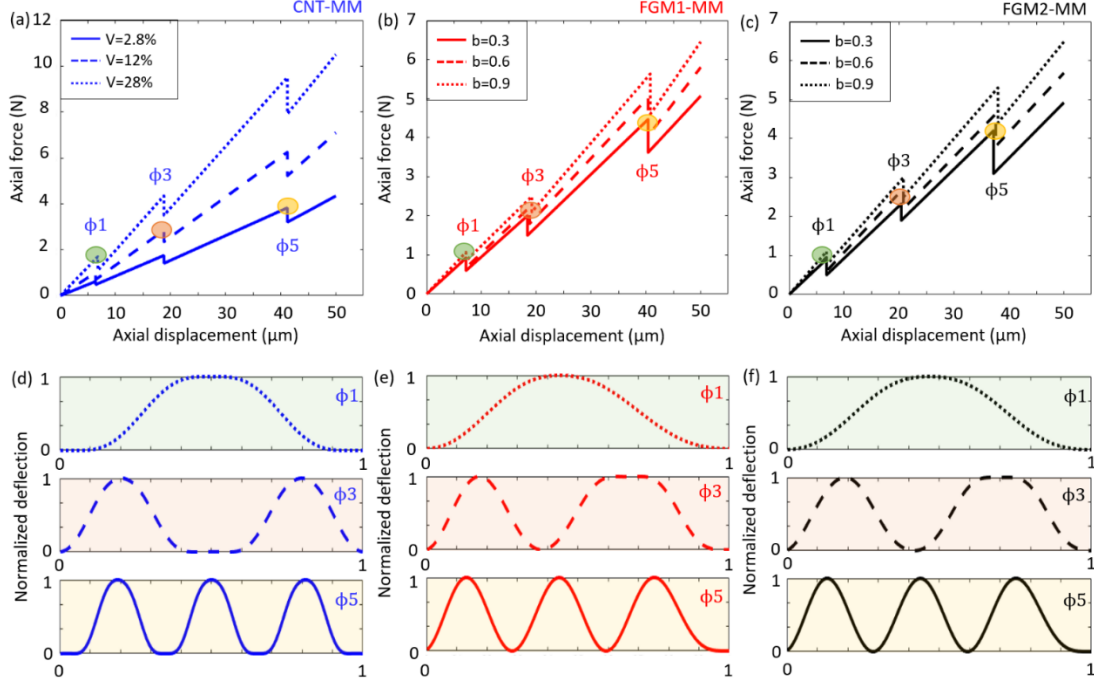 (a) CNT-MM
V=2.8%
V=12%
V=28%
12
10
8
6
4
2
0
Axial force (N)
ϕ1
ϕ3
ϕ5
0 10 20 30 40 50
Axial displacement (μm)
(b) FGM1-MM
b=0.3
b=0.6
b=0.9
7
6
5
4
3
2
1
0
Axial force (N)
ϕ1
ϕ3
ϕ5
0 10 20 30 40 50
Axial displacement (μm)
(c) FGM2-MM
b=0.3
b=0.6
b=0.9
7
6
5
4
3
2
1
0
Axial force (N)
ϕ1
ϕ3
ϕ5
0 10 20 30 40 50
Axial displacement (μm)
(d)
Normalized deflection
1
ϕ1
0
0 1
1
ϕ3
0
0 1
1
ϕ5
0
0 1
(e)
Normalized deflection
1
ϕ1
0
0 1
1
ϕ3
0
0 1
1
ϕ5
0
0 1
(f)
Normalized deflection
1
ϕ1
0
0 1
1
ϕ3
0
0 1
1
ϕ5
0
0 1